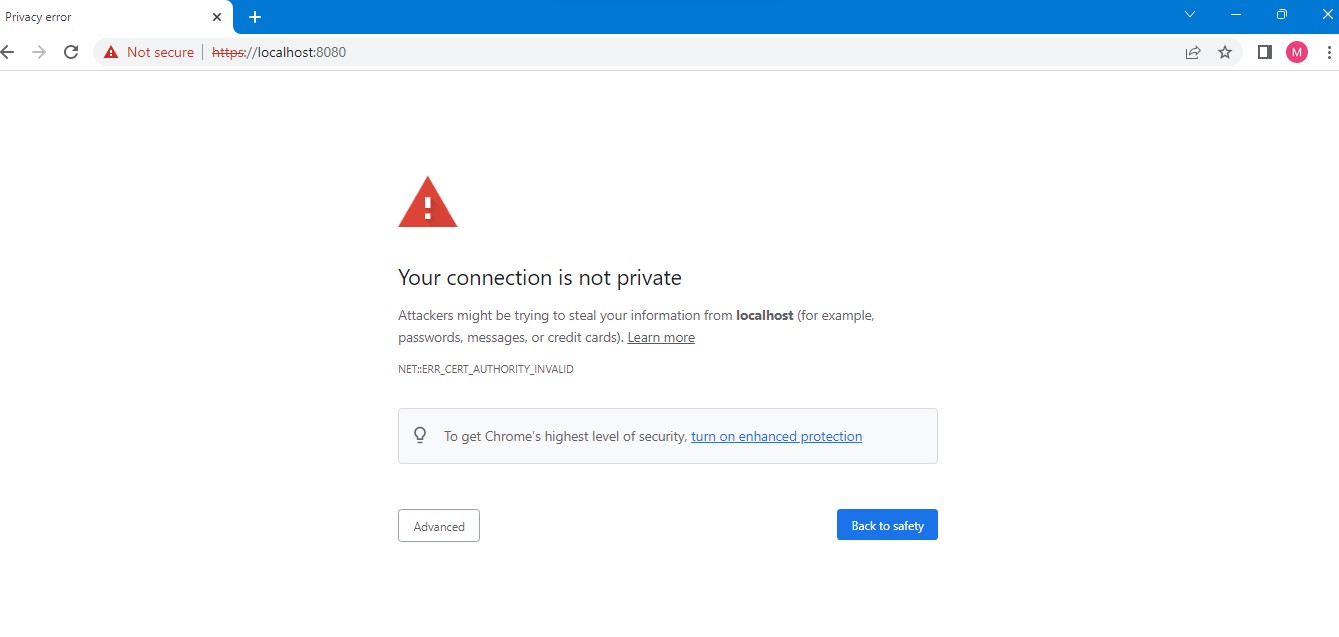 Privacy error
Not secure
https://localhost:8080
M
Your connection is not private
Attackers might be trying to steal your information from localhost (for example,
passwords, messages, or credit cards). Learn more
NET::ERR_CERT_AUTHORITY_INVALID
To get Chrome's highest level of security, turn on enhanced protection
Advanced
Back to safety